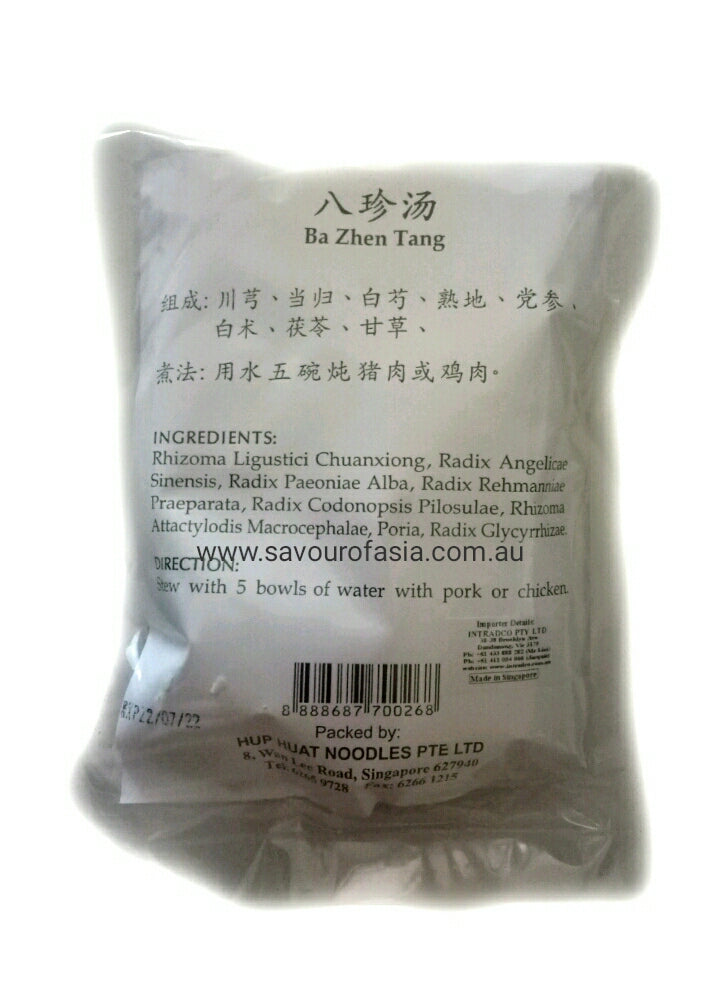 八珍汤
Ba Zhen Tang
组成: 川芎、当归、白芍、熟地、党参、
白术、茯苓、甘草、
煮法: 用水五碗炖猪肉或鸡肉。
INGREDIENTS:
Rhizoma Ligustici Chuanxiong, Radix Angelicae
Sinensis, Radix Paeoniae Alba, Radix Rehmanniae
Praeparata, Radix Codonopsis Pilosulae, Rhizoma
Attactylodis Macrocephalae, Poria, Radix Glycyrrhizae.
www.savourofasia.com.au
DIRECTION:
Stew with 5 bowls of water with pork or chicken.
Importer Details:
INTRADCO PTY LTD
Dandenong, Vic 3175
Made in Singapore
8 888687 700268
EXP22/07/22
Packed by:
HUP HUAT NOODLES PTE LTD
8, Wan Lee Road, Singapore 627940
Tel: 6266 9728 Fax: 6266 1215